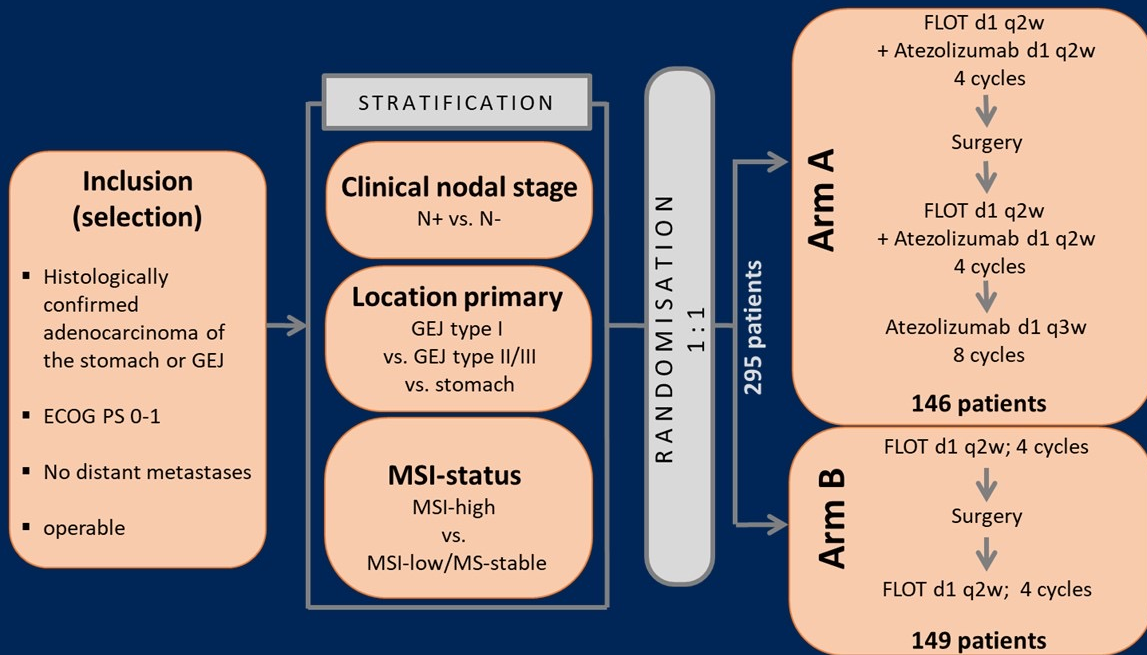 Inclusion
(selection)
▪ Histologically
confirmed
adenocarcinoma of
the stomach or GEJ
▪ ECOG PS 0-1
▪ No distant metastases
▪ operable
STRATIFICATION
Clinical nodal stage
N+ vs. N-
Location primary
GEJ type I
vs. GEJ type II/III
vs. stomach
MSI-status
MSI-high
vs.
MSI-low/MS-stable
RANDOMISATION
1:1
295 patients
Arm A
FLOT d1 q2w
+ Atezolizumab d1 q2w
4 cycles
Surgery
FLOT d1 q2w
+ Atezolizumab d1 q2w
4 cycles
Atezolizumab d1 q3w
8 cycles
146 patients
Arm B
FLOT d1 q2w; 4 cycles
Surgery
FLOT d1 q2w; 4 cycles
149 patients